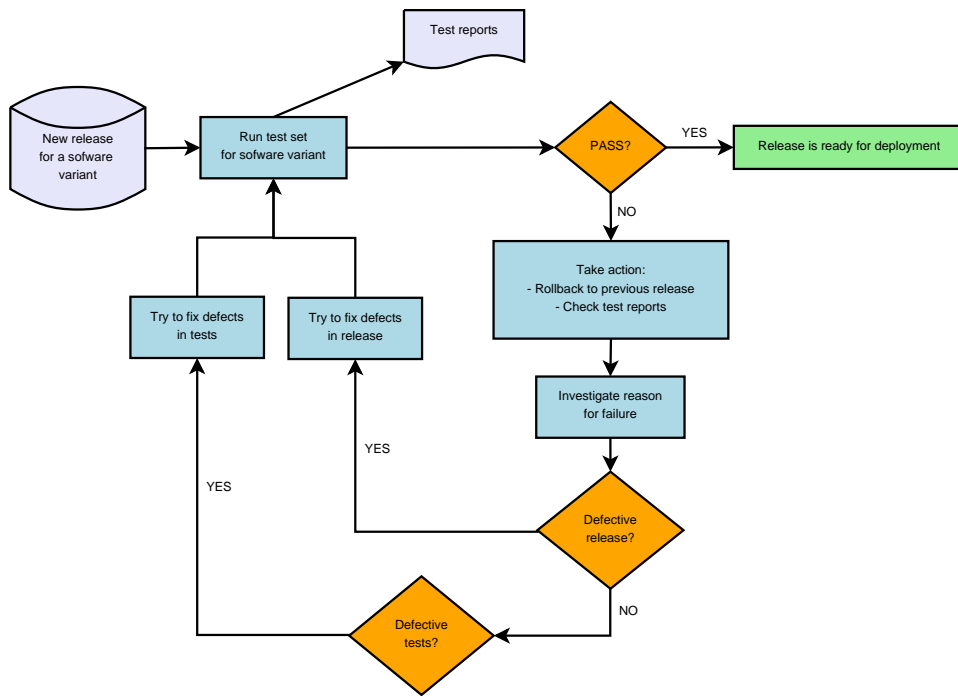 Test reports
New release
for a sofware
variant
Run test set
for sofware variant
PASS?
YES
Release is ready for deployment
NO
Take action:
- Rollback to previous release
- Check test reports
Try to fix defects
in tests
Try to fix defects
in release
Investigate reason
for failure
YES
YES
Defective
release?
NO
Defective
tests?